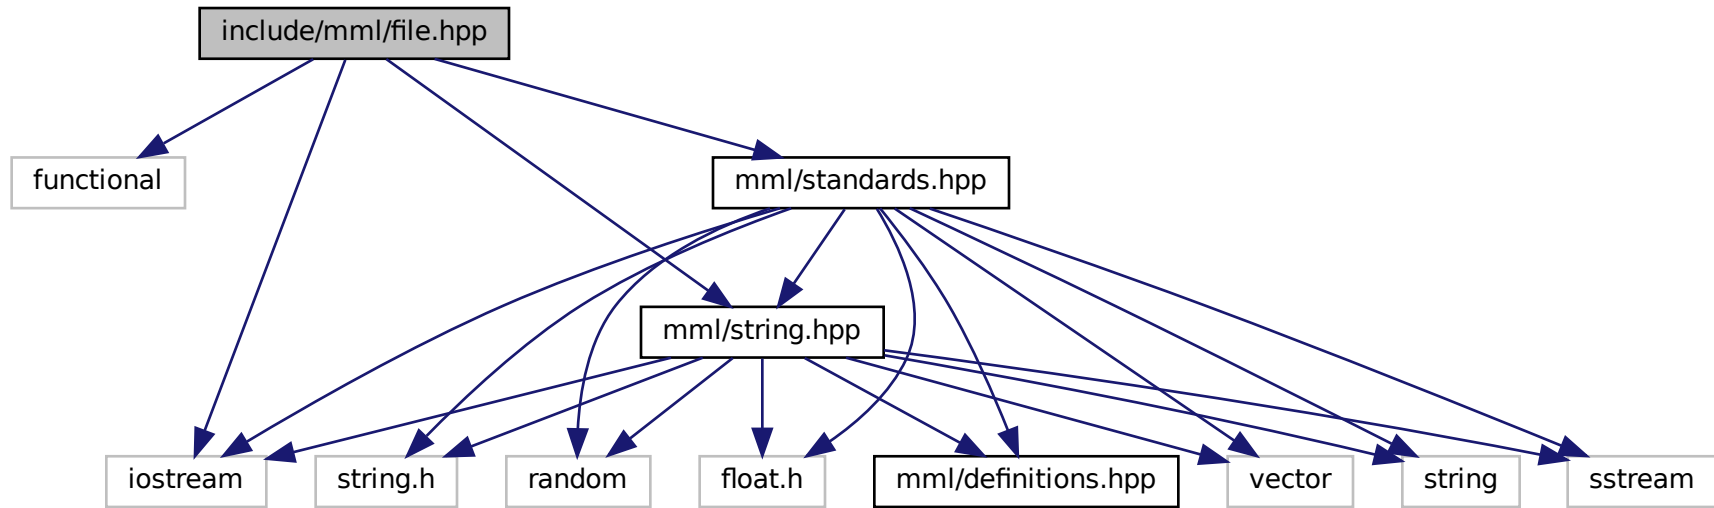 include/mml/file.hpp
functional
mml/standards.hpp
mml/string.hpp
iostream
string.h
random
float.h
mml/definitions.hpp
vector
string
sstream